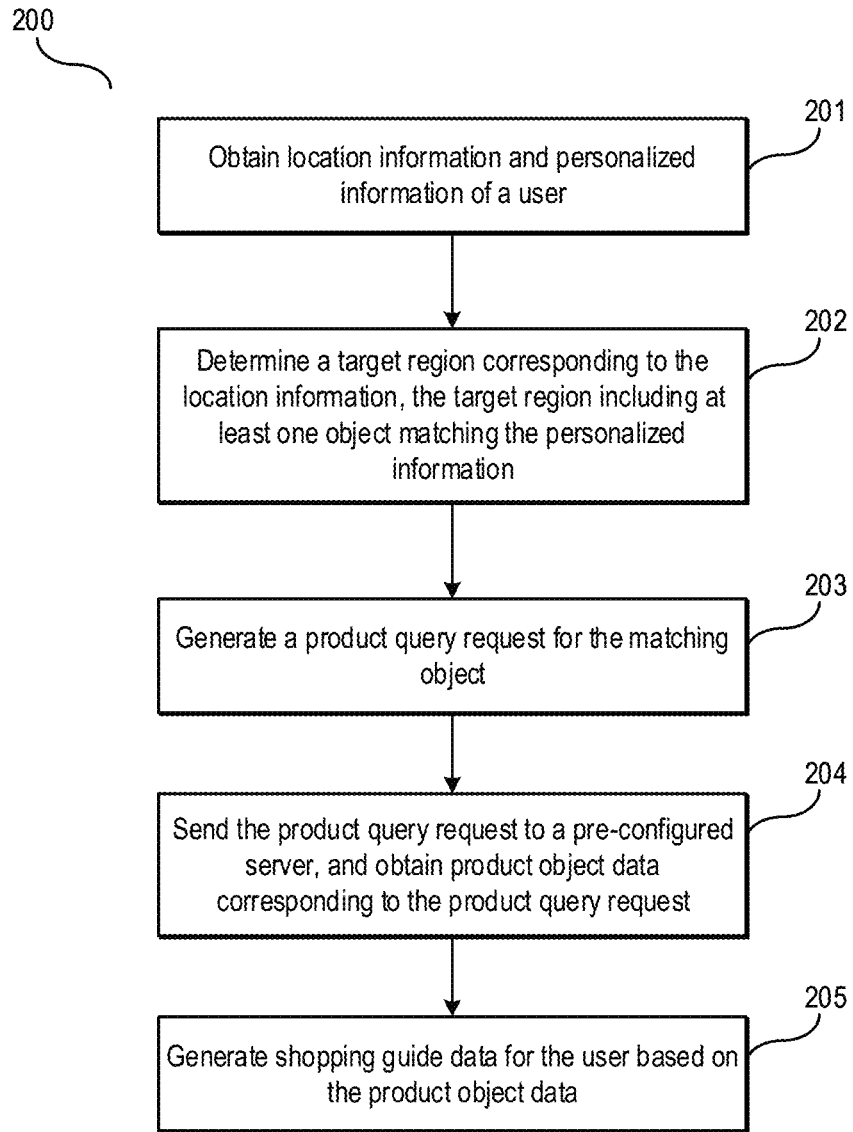 200
201
Obtain location information and personalized
information of a user
202
Determine a target region corresponding to the
location information, the target region including at
least one object matching the personalized
information
203
Generate a product query request for the matching
object
204
Send the product query request to a pre-configured
server, and obtain product object data
corresponding to the product query request
205
Generate shopping guide data for the user based on
the product object data